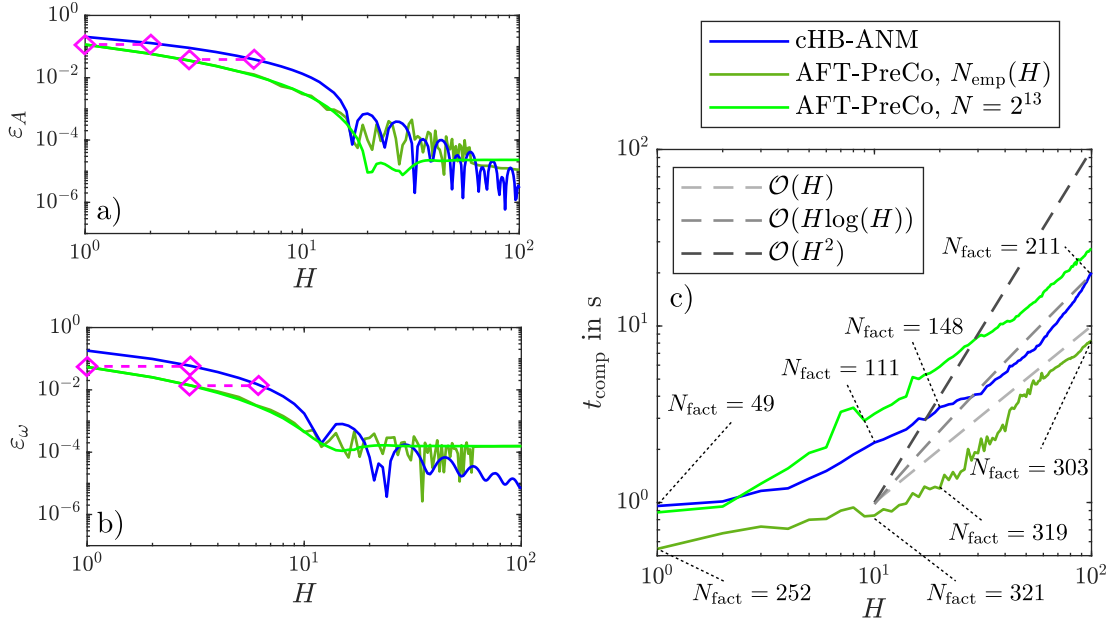 10^0
10^-2
10^-4
10^-6
ε_A
a)
10^0
10^1
10^2
H
10^0
10^-2
10^-4
10^-6
ε_ω
b)
10^0
10^1
10^2
H
cHB-ANM
AFT-PreCo, N_emp(H)
AFT-PreCo, N = 2^13
10^2
10^1
10^0
t_comp in s
c)
O(H)
O(Hlog(H))
O(H^2)
N_fact = 211
N_fact = 148
N_fact = 111
N_fact = 49
N_fact = 303
N_fact = 319
N_fact = 252
N_fact = 321
10^0
10^1
10^2
H